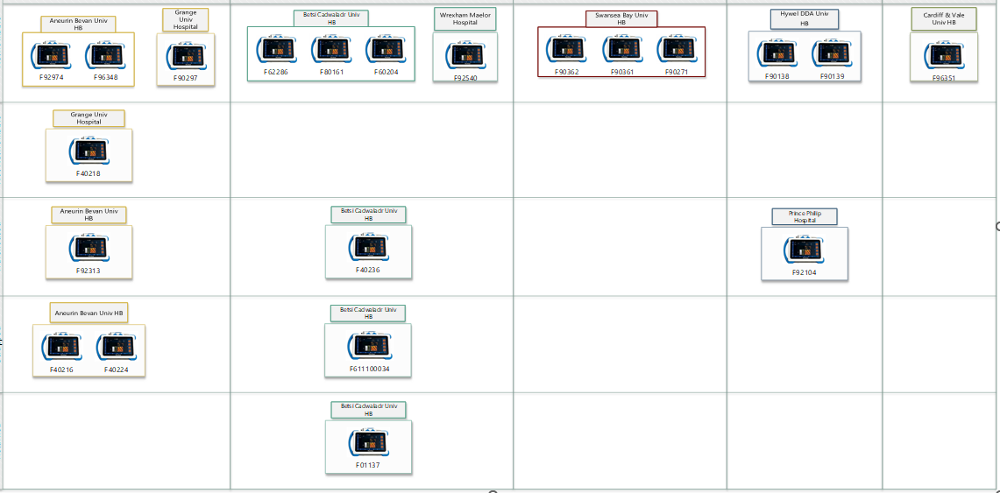 Aneurin Bevan Univ
HB
F92974
F96348
Grange
Univ
Hospital
F90297
Betsi Cadwaladr Univ
HB
F62286
F80161
F60204
Wrexham Maelor
Hospital
F92540
Swansea Bay Univ
HB
F90362
F90361
F90271
Hywel DDA Univ
HB
F90138
F90139
Cardiff & Vale
Univ HB
F96351
Grange Univ
Hospital
F40218
Aneurin Bevan Univ
HB
F92313
Betsi Cadwaladr Univ
HB
F40236
Prince Philip
Hospital
F92104
Aneurin Bevan Univ HB
F40216
F40224
Betsi Cadwaladr Univ
HB
F611100034
Betsi Cadwaladr Univ
HB
F01137